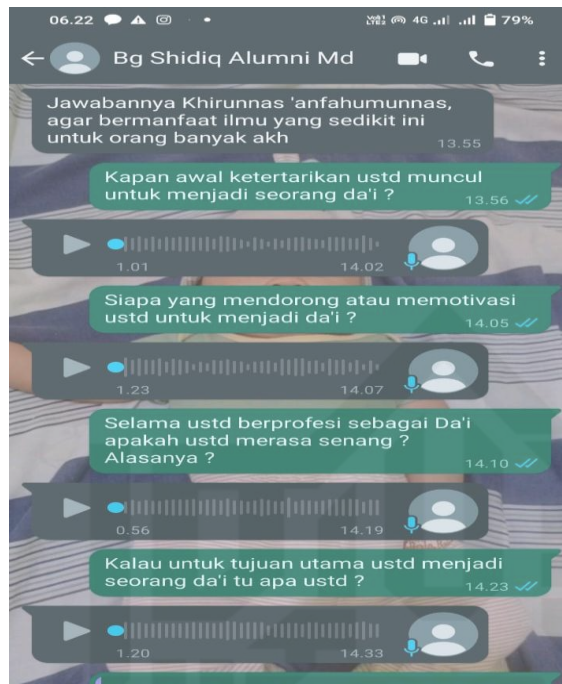 06.22
4G 79%
Bg Shidiq Alumni Md
Jawabannya Khirunnas 'anfahumunnas,
agar bermanfaat ilmu yang sedikit ini
untuk orang banyak akh
13.55
Kapan awal ketertarikan ustd muncul
untuk menjadi seorang da'i ?
13.56
1.01
14.02
Siapa yang mendorong atau memotivasi
ustd untuk menjadi da'i ?
14.05
1.23
14.07
Selama ustd berprofesi sebagai Da'i
apakah ustd merasa senang ?
Alasanya ?
14.10
0.56
14.19
Kalau untuk tujuan utama ustd menjadi
seorang da'i tu apa ustd ?
14.23
1.20
14.33